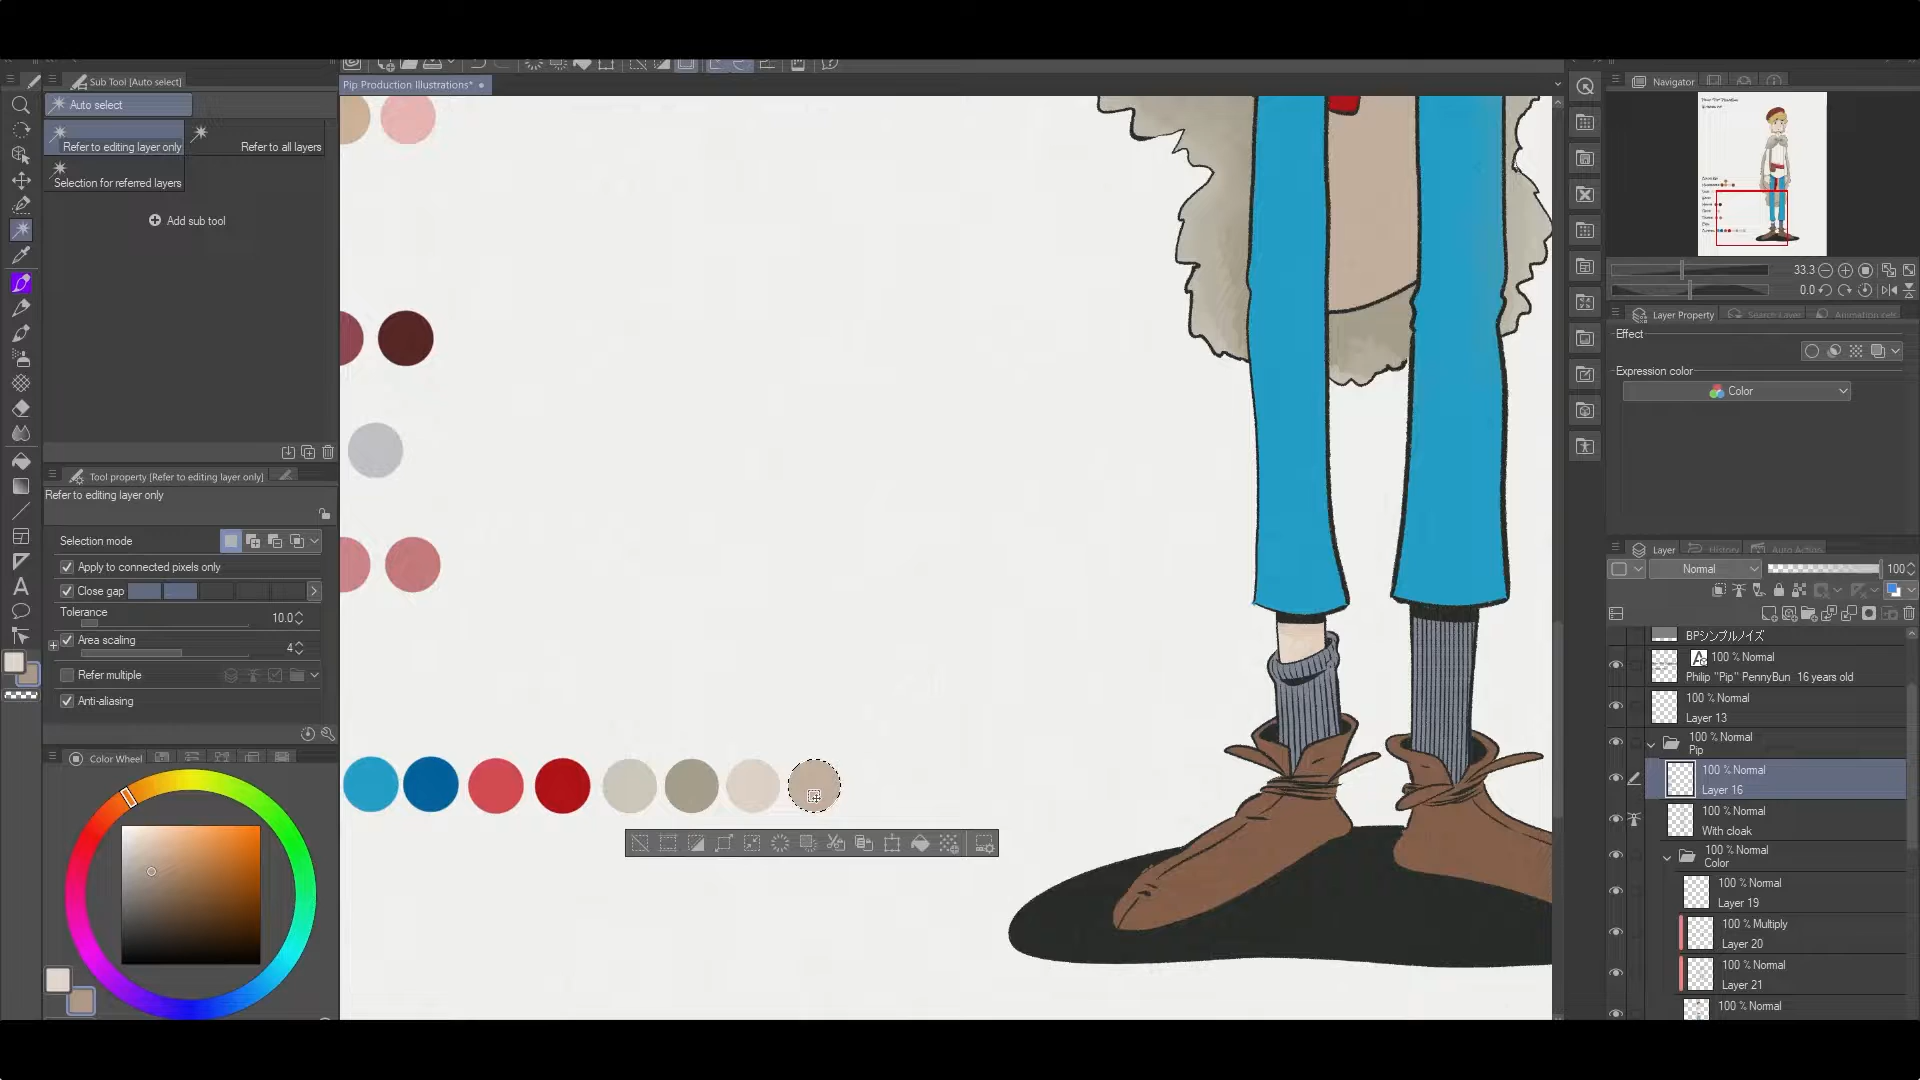 Sub Tool [Auto select]
Auto select
Refer to editing layer only
Refer to all layers
Selection for referred layers
Add sub tool
Tool property [Refer to editing layer only]
Refer to editing layer only
Selection mode
Apply to connected pixels only
Close gap
Tolerance
10.0
Area scaling
4
Refer multiple
Anti-aliasing
Color Wheel
Pip Production Illustrations*
Navigator
33.3
0.0
Layer Property
Search Layer
Animation cels
Effect
Expression color
Color
Layer
History
Auto Action
Normal
100
BPシンプルノイズ
100 % Normal
Philip "Pip" PennyBun 16 years old
100 % Normal
Layer 13
100 % Normal
Pip
100 % Normal
Layer 16
100 % Normal
With cloak
100 % Normal
Color
100 % Normal
Layer 19
100 % Multiply
Layer 20
100 % Normal
Layer 21
100 % Normal